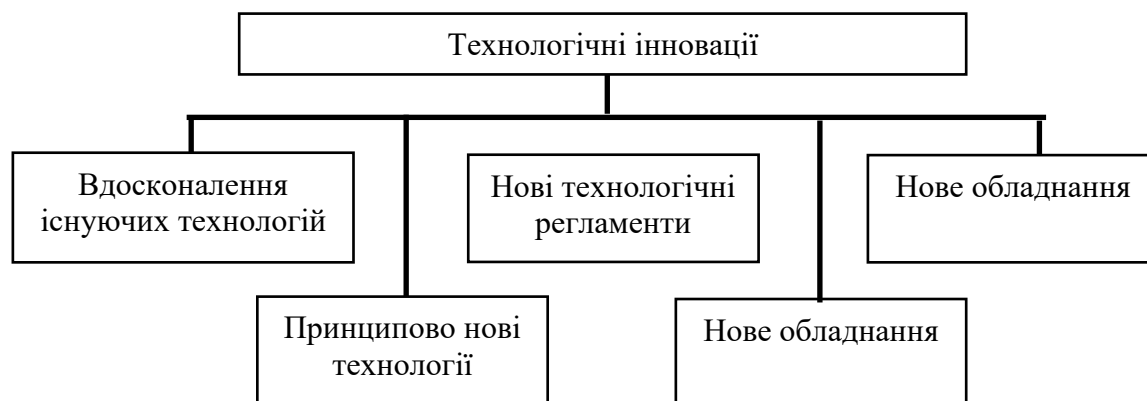 Технологічні інновації
Вдосконалення
існуючих технологій
Нові технологічні
регламенти
Нове обладнання
Принципово нові
технології
Нове обладнання